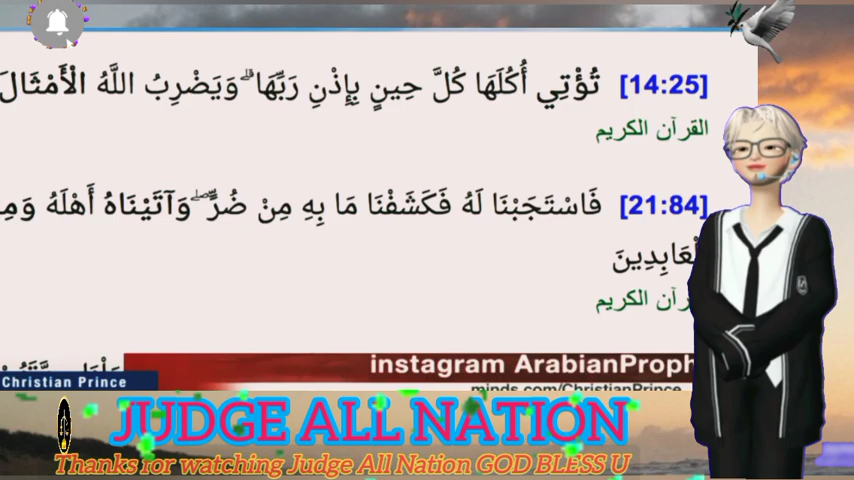 [14:25] تُؤْتِي أُكُلَهَا كُلَّ حِينٍ بِإِذْنِ رَبِّهَا ۗ وَيَضْرِبُ اللَّهُ الْأَمْثَالَ
القرآن الكريم
[21:84] فَاسْتَجَبْنَا لَهُ فَكَشَفْنَا مَا بِهِ مِنْ ضُرٍّ ۖ وَآتَيْنَاهُ أَهْلَهُ
الْعَابِدِينَ
القرآن الكريم
instagram ArabianProph
minds.com/ChristianPrince
Christian Prince
JUDGE ALL NATION
Thanks for watching Judge All Nation GOD BLESS U